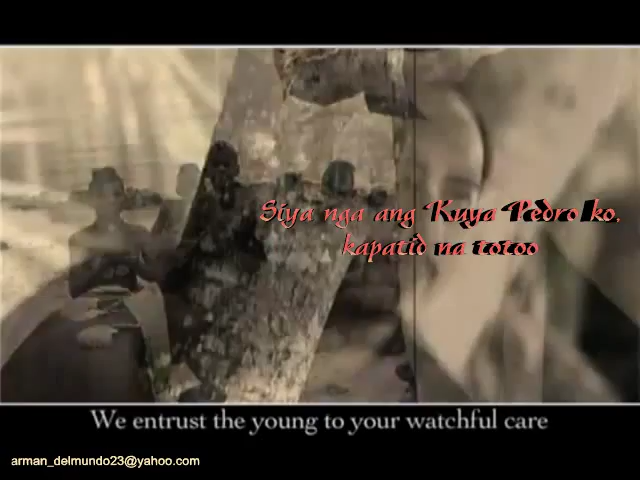 Siya nga ang Kuya Pedro ko,
kapatid na totoo
We entrust the young to your watchful care
arman_delmundo23@yahoo.com